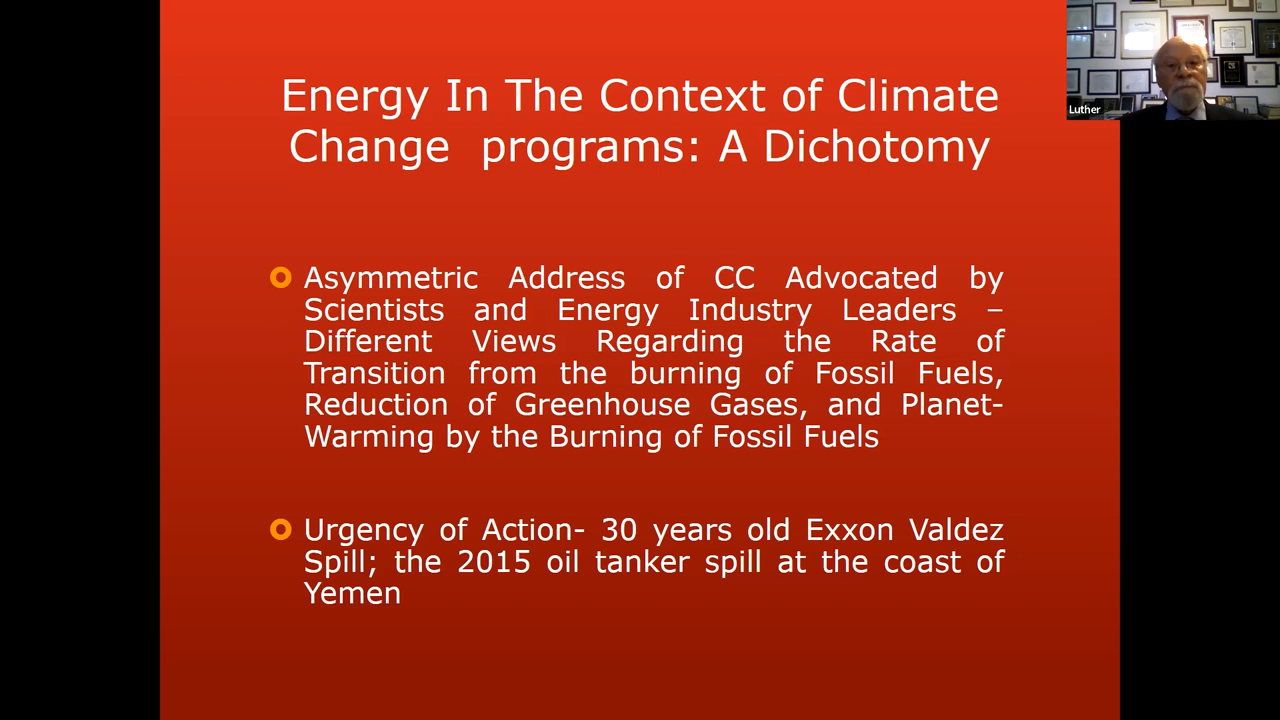 Energy In The Context of Climate
Change  programs: A Dichotomy
Luther
Asymmetric Address of CC Advocated by
Scientists and Energy Industry Leaders –
Different Views Regarding the Rate of
Transition from the burning of Fossil Fuels,
Reduction of Greenhouse Gases, and Planet-
Warming by the Burning of Fossil Fuels
Urgency of Action- 30 years old Exxon Valdez
Spill; the 2015 oil tanker spill at the coast of
Yemen